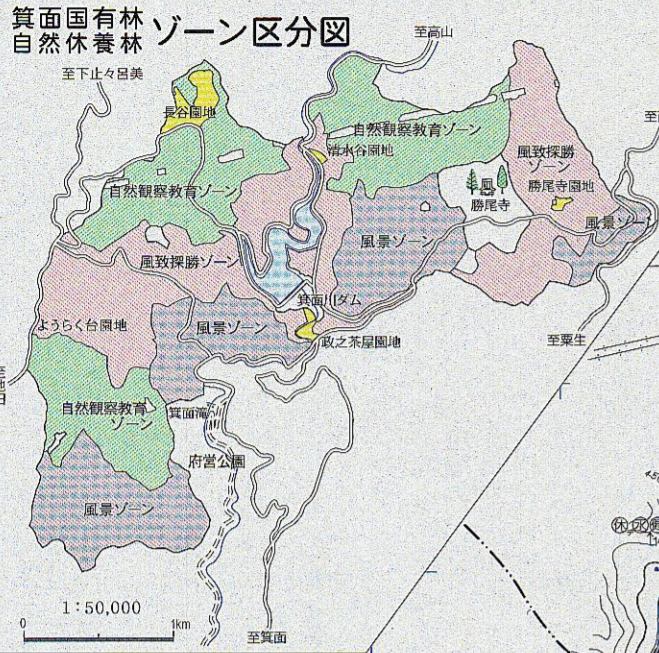 箕面国有林
自然休養林
ゾーン区分図
至高山
至下止々呂美
長谷園地
自然観察教育ゾーン
清水谷園地
風致探勝
ゾーン
自然観察教育ゾーン
勝尾寺園地
勝尾寺
風景ゾーン
風景ゾーン
風致探勝ゾーン
箕面川ダム
ようらく台園地
風景ゾーン
政之茶屋園地
至粟生
自然観察教育
ゾーン
箕面滝
府営公園
風景ゾーン
1:50,000
0
1km
至箕面